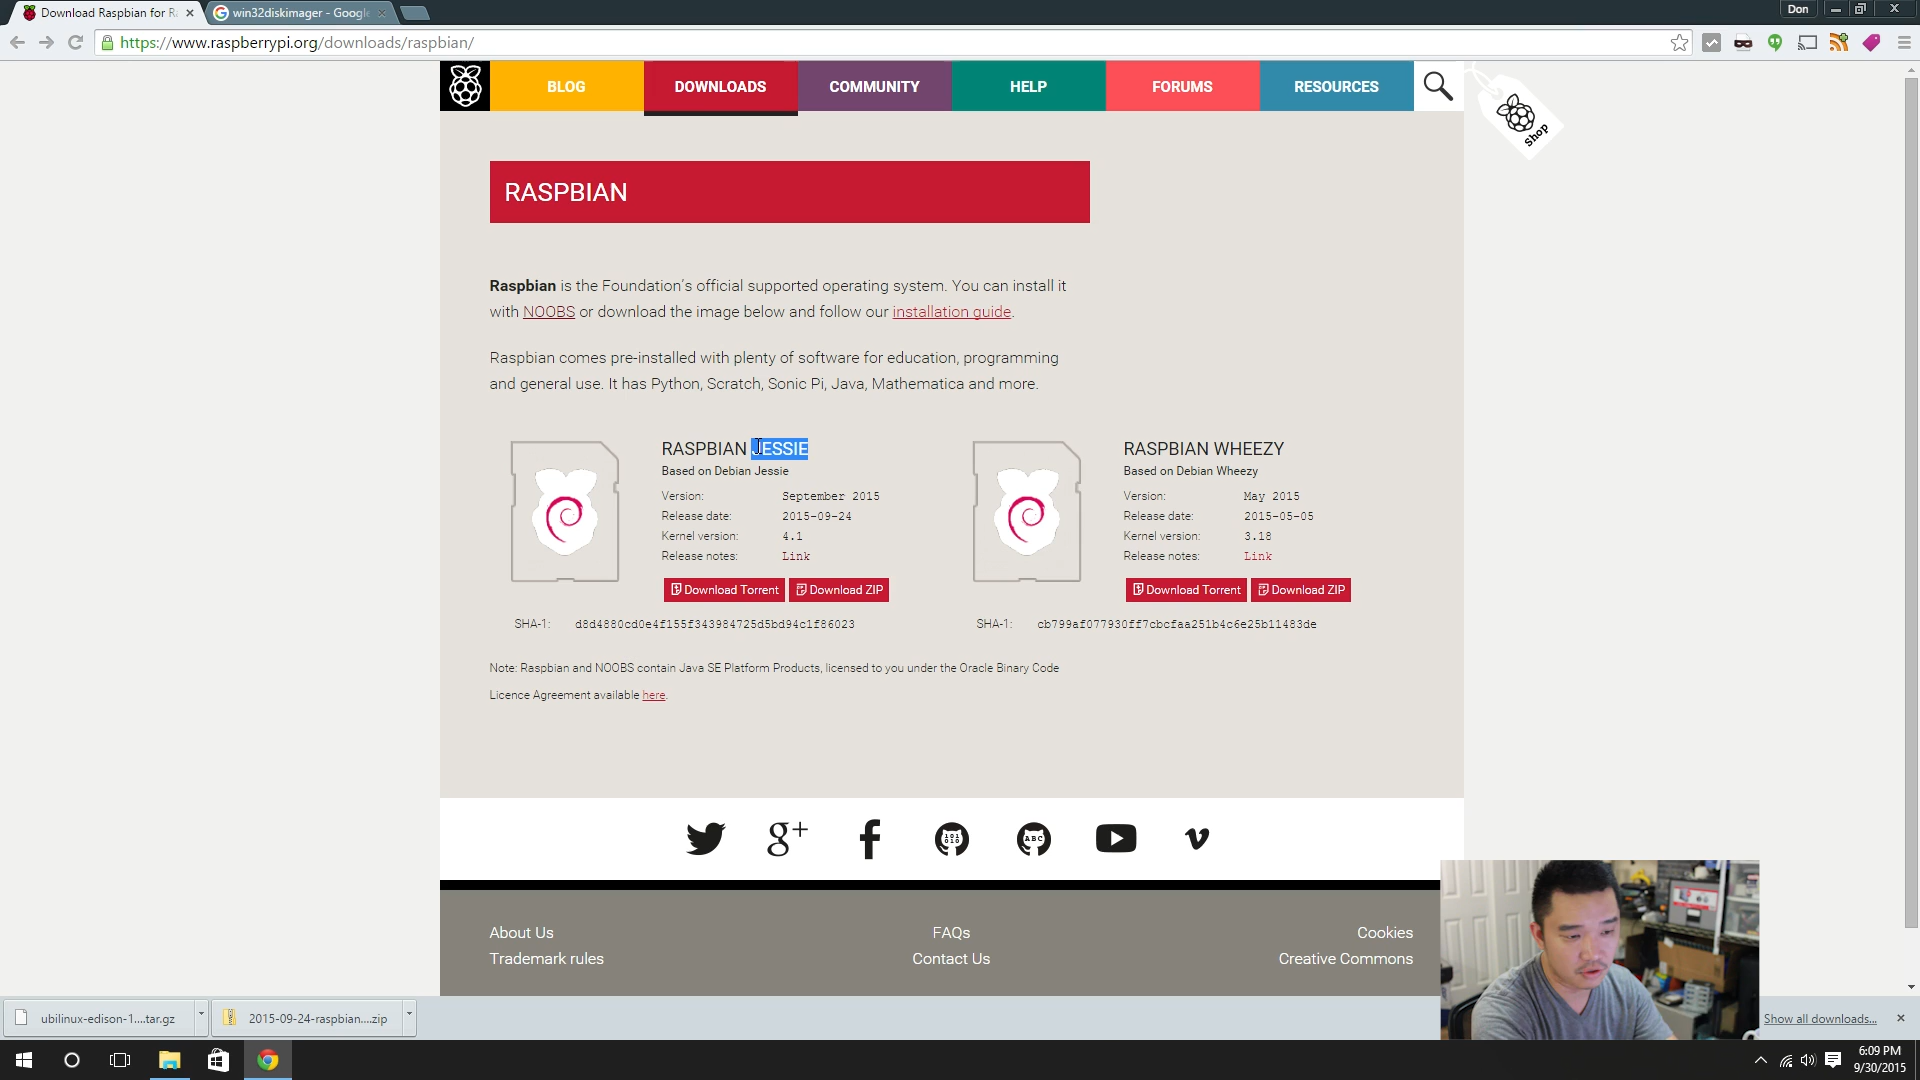 Download Raspbian for Ra
win32diskimager - Google
Don
https://www.raspberrypi.org/downloads/raspbian/
BLOG
DOWNLOADS
COMMUNITY
HELP
FORUMS
RESOURCES
Shop
RASPBIAN
Raspbian is the Foundation's official supported operating system. You can install it
with NOOBS or download the image below and follow our installation guide.
Raspbian comes pre-installed with plenty of software for education, programming
and general use. It has Python, Scratch, Sonic Pi, Java, Mathematica and more.
RASPBIAN JESSIE
Based on Debian Jessie
Version: September 2015
Release date: 2015-09-24
Kernel version: 4.1
Release notes: Link
Download Torrent
Download ZIP
SHA-1: d8d4880cd0e4f155f343984725d5bd94c1f86023
RASPBIAN WHEEZY
Based on Debian Wheezy
Version: May 2015
Release date: 2015-05-05
Kernel version: 3.18
Release notes: Link
Download Torrent
Download ZIP
SHA-1: cb799af077930ff7cbcfaa251b4c6e25b11483de
Note: Raspbian and NOOBS contain Java SE Platform Products, licensed to you under the Oracle Binary Code
Licence Agreement available here.
g+
101
010
ABC
About Us
FAQs
Cookies
Trademark rules
Contact Us
Creative Commons
ubilinux-edison-1....tar.gz
2015-09-24-raspbian....zip
Show all downloads...
6:09 PM
9/30/2015